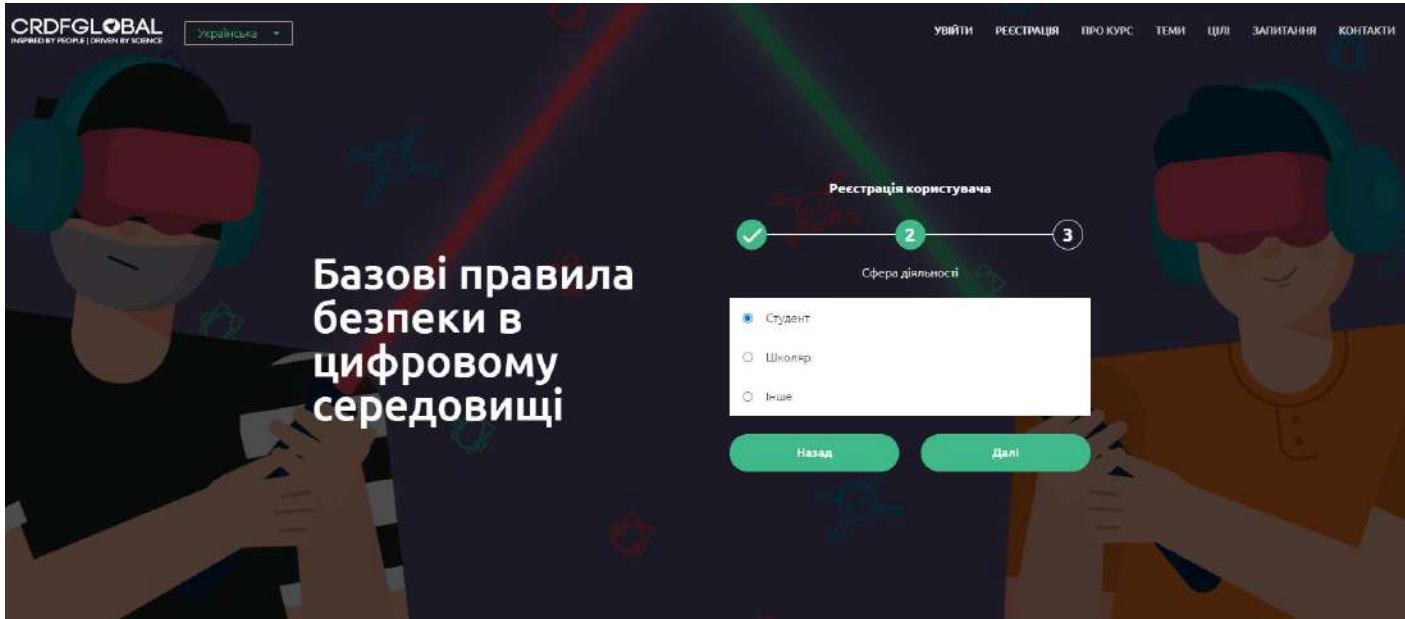 CRDFGLOBAL
INSPIRED BY PEOPLE | DRIVEN BY SCIENCE
Українська
УВІЙТИ РЕЄСТРАЦІЯ ПРО КУРС ТЕМИ ЦІЛІ ЗАПИТАННЯ КОНТАКТИ
Базові правила
безпеки в
цифровому
середовищі
Реєстрація користувача
2
3
Сфера діяльності
Студент
Школяр
Інше
Назад Далі